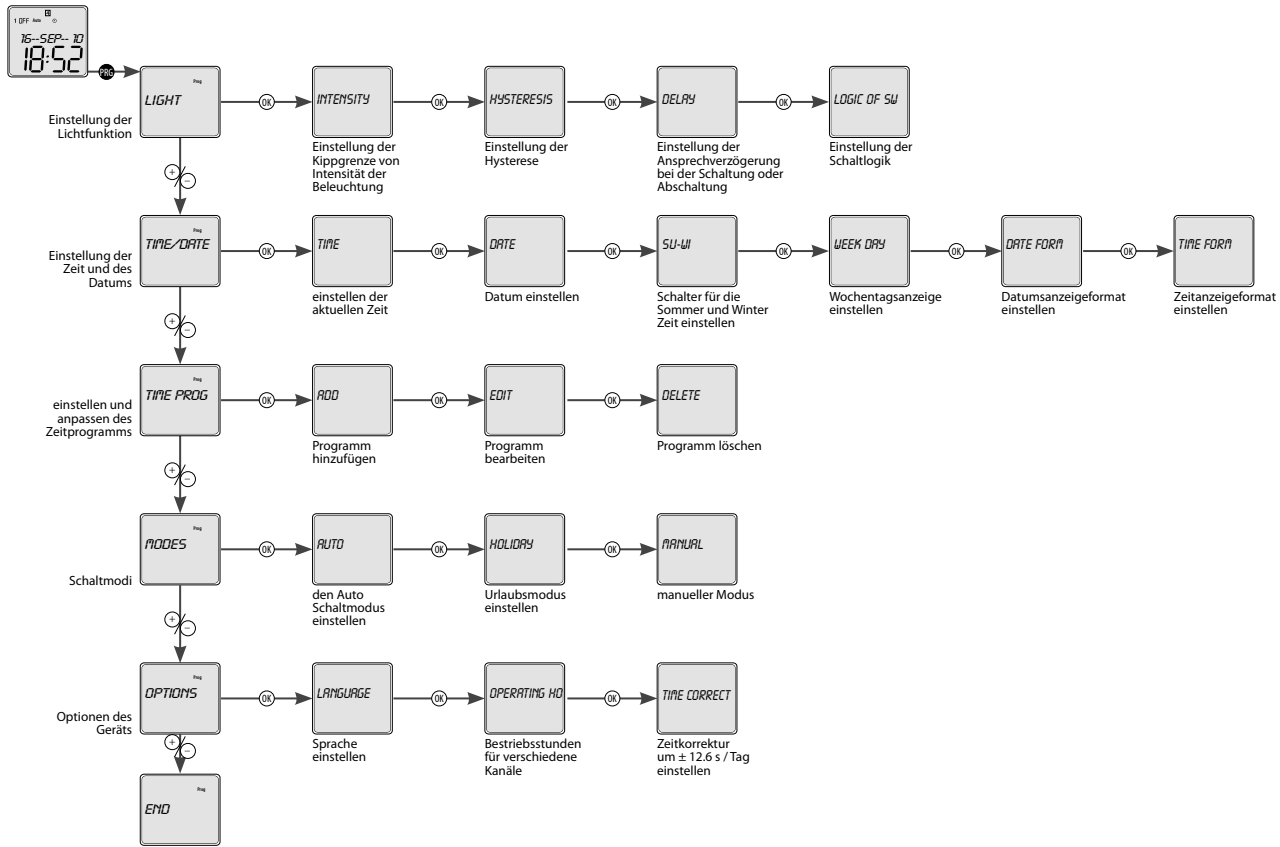 1 OFF Auto
16--SEP-- 10
18:52
PRG
Prog
LIGHT
OK
INTENSITY
OK
HYSTERESIS
OK
DELAY
OK
LOGIC OF SW
Einstellung der
Lichtfunktion
Einstellung der
Kippgrenze von
Intensität der
Beleuchtung
Einstellung der
Hysterese
Einstellung der
Ansprechverzögerung
bei der Schaltung oder
Abschaltung
Einstellung der
Schaltlogik
+/-
Prog
TIME/DATE
OK
TIME
OK
DATE
OK
SU-WI
OK
WEEK DAY
OK
DATE FORM
OK
TIME FORM
Einstellung der
Zeit und des
Datums
einstellen der
aktuellen Zeit
Datum einstellen
Schalter für die
Sommer und Winter
Zeit einstellen
Wochentagsanzeige
einstellen
Datumsanzeigeformat
einstellen
Zeitanzeigeformat
einstellen
+/-
Prog
TIME PROG
OK
ADD
OK
EDIT
OK
DELETE
einstellen und
anpassen des
Zeitprogramms
Programm
hinzufügen
Programm
bearbeiten
Programm löschen
+/-
Prog
MODES
OK
AUTO
OK
HOLIDAY
OK
MANUAL
Schaltmodi
den Auto
Schaltmodus
einstellen
Urlaubsmodus
einstellen
manueller Modus
+/-
Prog
OPTIONS
OK
LANGUAGE
OK
OPERATING HO
OK
TIME CORRECT
Optionen des
Geräts
Sprache
einstellen
Bestriebsstunden
für verschiedene
Kanäle
Zeitkorrektur
um ± 12.6 s / Tag
einstellen
+/-
Prog
END